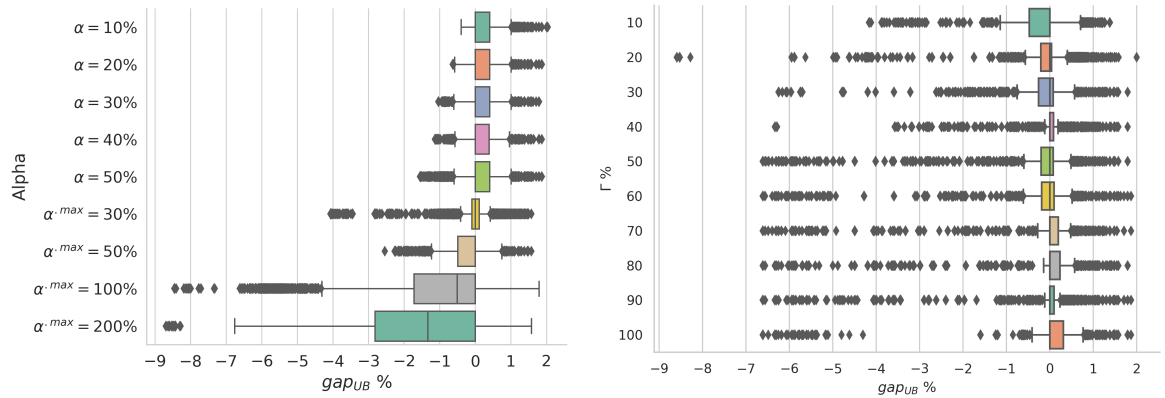 Alpha
α = 10%
α = 20%
α = 30%
α = 40%
α = 50%
α·max = 30%
α·max = 50%
α·max = 100%
α·max = 200%
−9 −8 −7 −6 −5 −4 −3 −2 −1 0 1 2
gapUB %
Γ %
10
20
30
40
50
60
70
80
90
100
−9 −8 −7 −6 −5 −4 −3 −2 −1 0 1 2
gapUB %